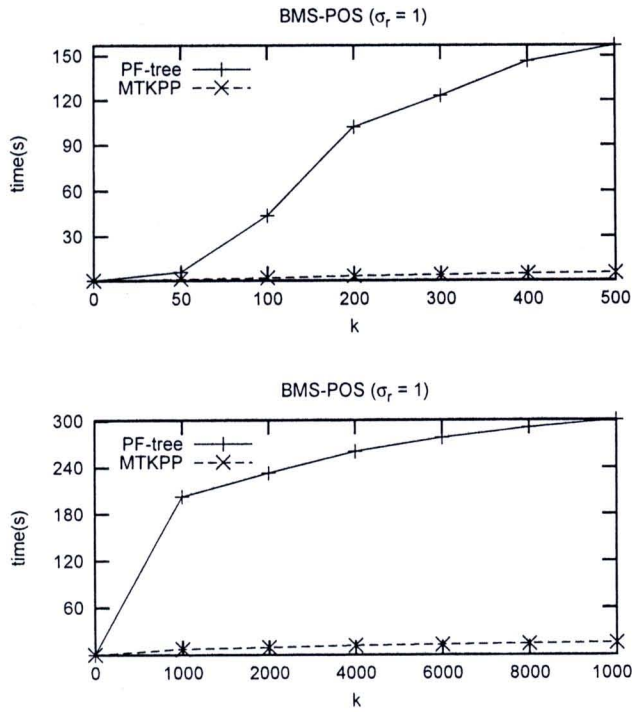 BMS-POS (σr = 1)
150
120
90
60
30
time(s)
PF-tree
MTKPP
0 50 100 200 300 400 500
k
BMS-POS (σr = 1)
300
240
180
120
60
time(s)
PF-tree
MTKPP
0 1000 2000 4000 6000 8000 1000
k